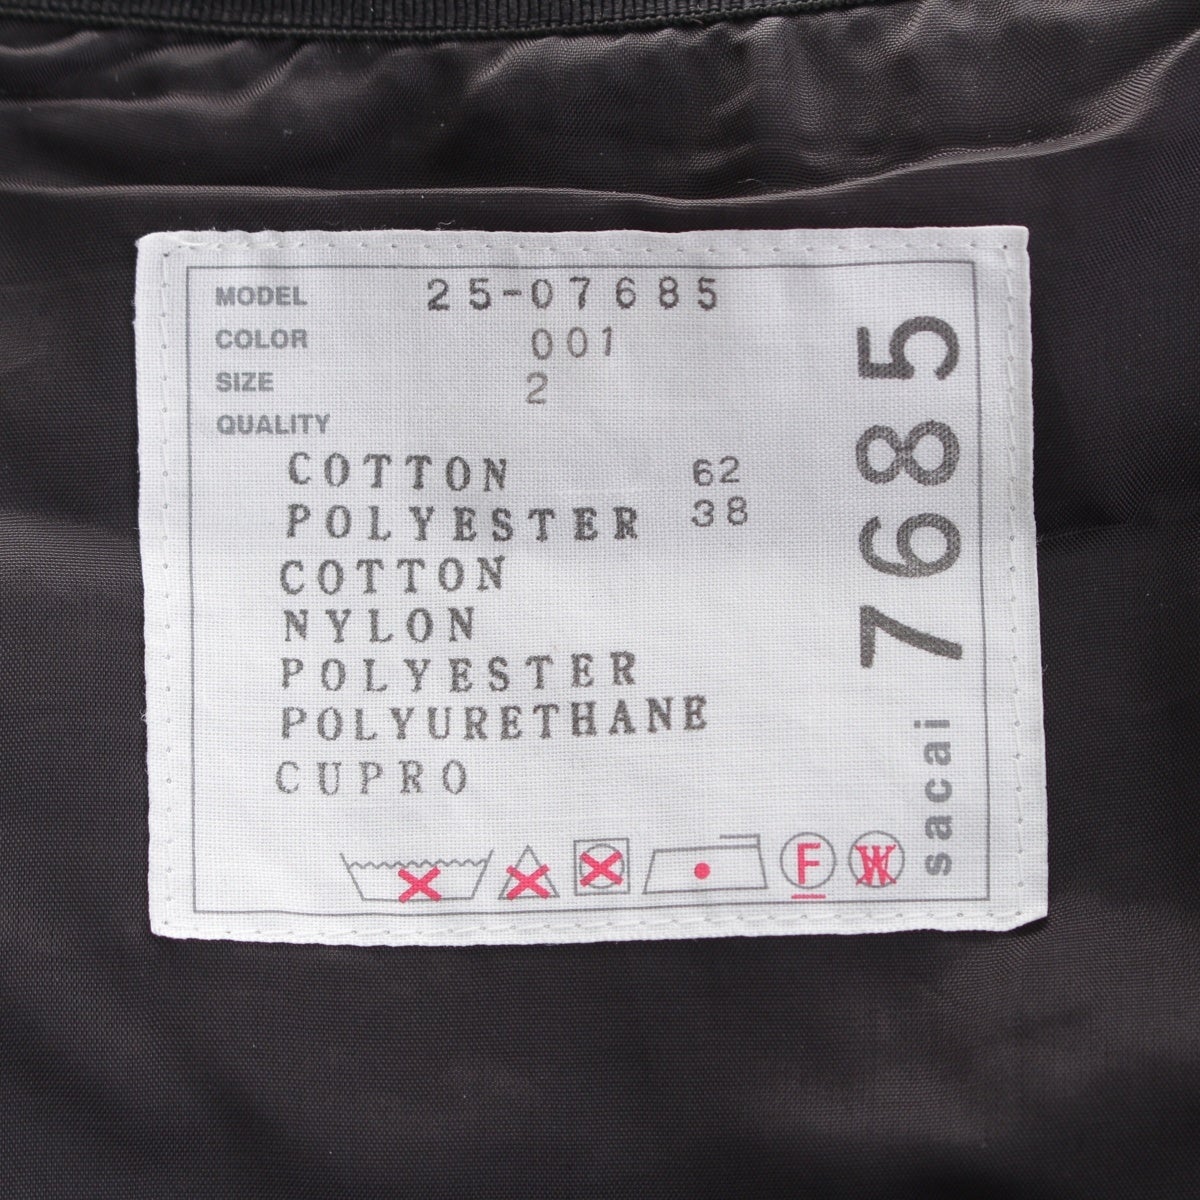 MODEL 25-07685
COLOR 001
SIZE 2
QUALITY
COTTON 62
POLYESTER 38
COTTON
NYLON
POLYESTER
POLYURETHANE
CUPRO
F W
sacai 7685